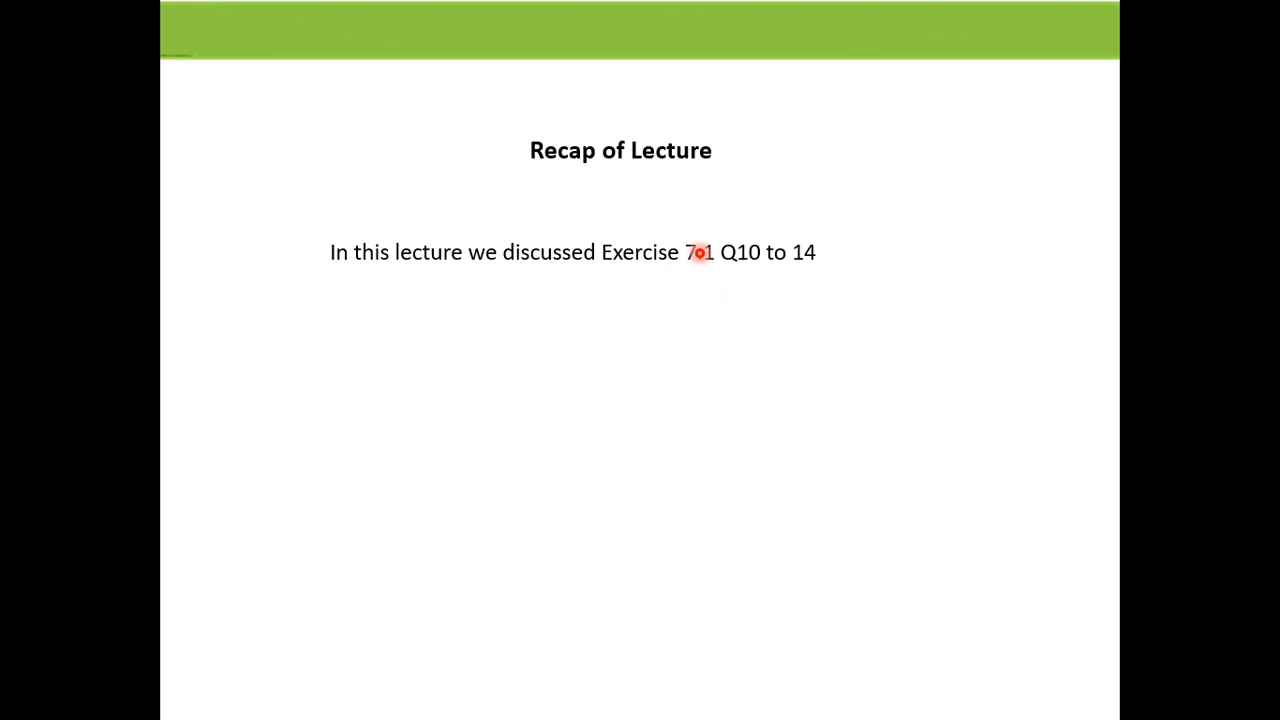 Recap of Lecture
In this lecture we discussed Exercise 7.1 Q10 to 14